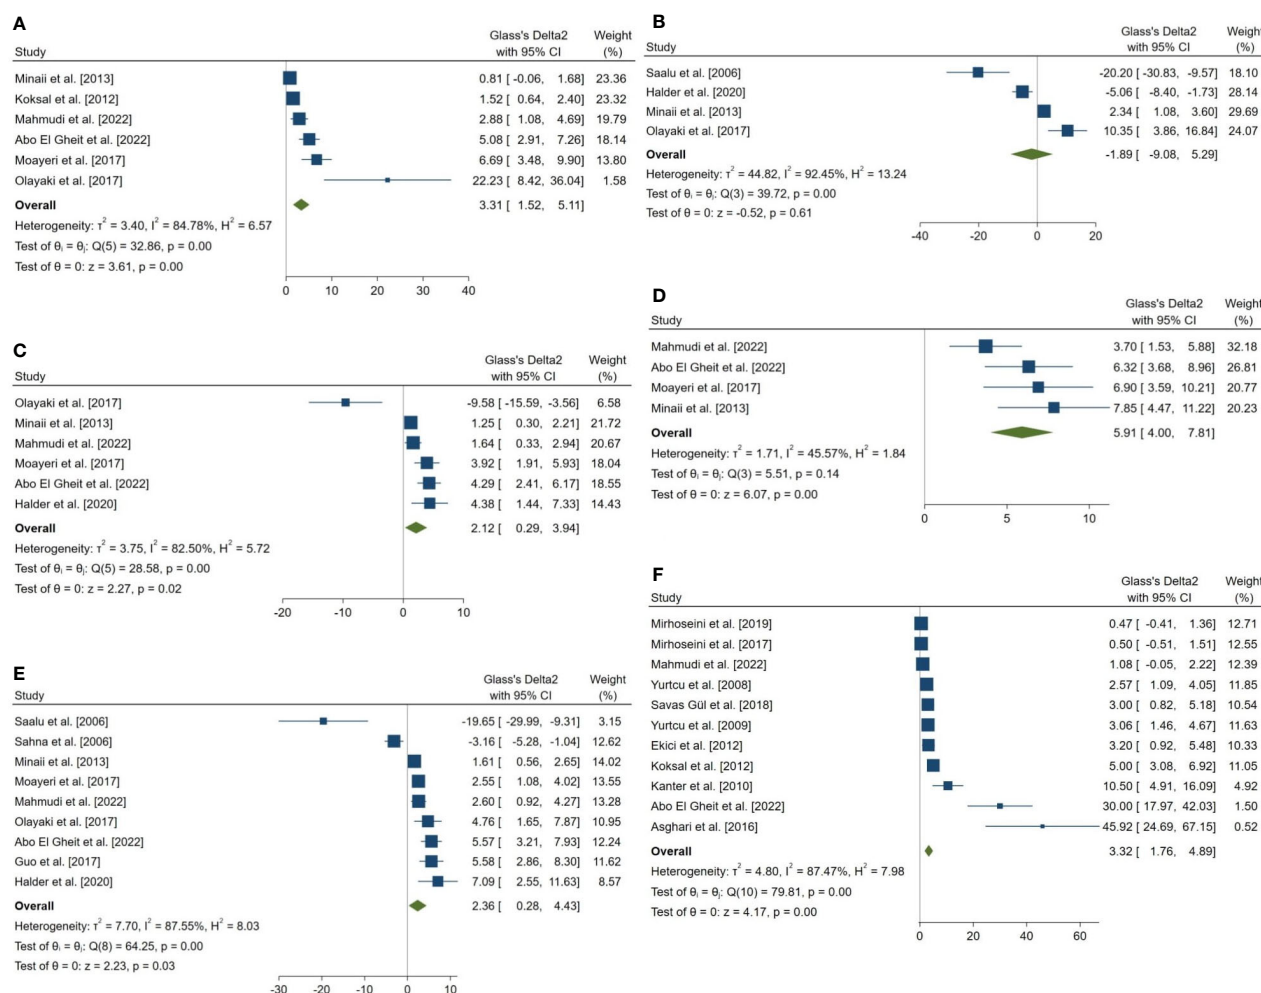 A
Glass's Delta2 Weight
Study with 95% CI (%)
Minaii et al. [2013] 0.81 [ -0.06, 1.68] 23.36
Koksal et al. [2012] 1.52 [ 0.64, 2.40] 23.32
Mahmudi et al. [2022] 2.88 [ 1.08, 4.69] 19.79
Abo El Gheit et al. [2022] 5.08 [ 2.91, 7.26] 18.14
Moayeri et al. [2017] 6.69 [ 3.48, 9.90] 13.80
Olayaki et al. [2017] 22.23 [ 8.42, 36.04] 1.58
Overall 3.31 [ 1.52, 5.11]
Heterogeneity: τ² = 3.40, I² = 84.78%, H² = 6.57
Test of θᵢ = θⱼ: Q(5) = 32.86, p = 0.00
Test of θ = 0: z = 3.61, p = 0.00
0 10 20 30 40
B
Glass's Delta2 Weight
Study with 95% CI (%)
Saalu et al. [2006] -20.20 [ -30.83, -9.57] 18.10
Halder et al. [2020] -5.06 [ -8.40, -1.73] 28.14
Minaii et al. [2013] 2.34 [ 1.08, 3.60] 29.69
Olayaki et al. [2017] 10.35 [ 3.86, 16.84] 24.07
Overall -1.89 [ -9.08, 5.29]
Heterogeneity: τ² = 44.82, I² = 92.45%, H² = 13.24
Test of θᵢ = θⱼ: Q(3) = 39.72, p = 0.00
Test of θ = 0: z = -0.52, p = 0.61
-40 -20 0 20
C
Glass's Delta2 Weight
Study with 95% CI (%)
Olayaki et al. [2017] -9.58 [ -15.59, -3.56] 6.58
Minaii et al. [2013] 1.25 [ 0.30, 2.21] 21.72
Mahmudi et al. [2022] 1.64 [ 0.33, 2.94] 20.67
Moayeri et al. [2017] 3.92 [ 1.91, 5.93] 18.04
Abo El Gheit et al. [2022] 4.29 [ 2.41, 6.17] 18.55
Halder et al. [2020] 4.38 [ 1.44, 7.33] 14.43
Overall 2.12 [ 0.29, 3.94]
Heterogeneity: τ² = 3.75, I² = 82.50%, H² = 5.72
Test of θᵢ = θⱼ: Q(5) = 28.58, p = 0.00
Test of θ = 0: z = 2.27, p = 0.02
-20 -10 0 10
D
Glass's Delta2 Weight
Study with 95% CI (%)
Mahmudi et al. [2022] 3.70 [ 1.53, 5.88] 32.18
Abo El Gheit et al. [2022] 6.32 [ 3.68, 8.96] 26.81
Moayeri et al. [2017] 6.90 [ 3.59, 10.21] 20.77
Minaii et al. [2013] 7.85 [ 4.47, 11.22] 20.23
Overall 5.91 [ 4.00, 7.81]
Heterogeneity: τ² = 1.71, I² = 45.57%, H² = 1.84
Test of θᵢ = θⱼ: Q(3) = 5.51, p = 0.14
Test of θ = 0: z = 6.07, p = 0.00
0 5 10
E
Glass's Delta2 Weight
Study with 95% CI (%)
Saalu et al. [2006] -19.65 [ -29.99, -9.31] 3.15
Sahna et al. [2006] -3.16 [ -5.28, -1.04] 12.62
Minaii et al. [2013] 1.61 [ 0.56, 2.65] 14.02
Moayeri et al. [2017] 2.55 [ 1.08, 4.02] 13.55
Mahmudi et al. [2022] 2.60 [ 0.92, 4.27] 13.28
Olayaki et al. [2017] 4.76 [ 1.65, 7.87] 10.95
Abo El Gheit et al. [2022] 5.57 [ 3.21, 7.93] 12.24
Guo et al. [2017] 5.58 [ 2.86, 8.30] 11.62
Halder et al. [2020] 7.09 [ 2.55, 11.63] 8.57
Overall 2.36 [ 0.28, 4.43]
Heterogeneity: τ² = 7.70, I² = 87.55%, H² = 8.03
Test of θᵢ = θⱼ: Q(8) = 64.25, p = 0.00
Test of θ = 0: z = 2.23, p = 0.03
-30 -20 -10 0 10
F
Glass's Delta2 Weight
Study with 95% CI (%)
Mirhoseini et al. [2019] 0.47 [ -0.41, 1.36] 12.71
Mirhoseini et al. [2017] 0.50 [ -0.51, 1.51] 12.55
Mahmudi et al. [2022] 1.08 [ -0.05, 2.22] 12.39
Yurtcu et al. [2008] 2.57 [ 1.09, 4.05] 11.85
Savas Gül et al. [2018] 3.00 [ 0.82, 5.18] 10.54
Yurtcu et al. [2009] 3.06 [ 1.46, 4.67] 11.63
Ekici et al. [2012] 3.20 [ 0.92, 5.48] 10.33
Koksal et al. [2012] 5.00 [ 3.08, 6.92] 11.05
Kanter et al. [2010] 10.50 [ 4.91, 16.09] 4.92
Abo El Gheit et al. [2022] 30.00 [ 17.97, 42.03] 1.50
Asghari et al. [2016] 45.92 [ 24.69, 67.15] 0.52
Overall 3.32 [ 1.76, 4.89]
Heterogeneity: τ² = 4.80, I² = 87.47%, H² = 7.98
Test of θᵢ = θⱼ: Q(10) = 79.81, p = 0.00
Test of θ = 0: z = 4.17, p = 0.00
0 20 40 60